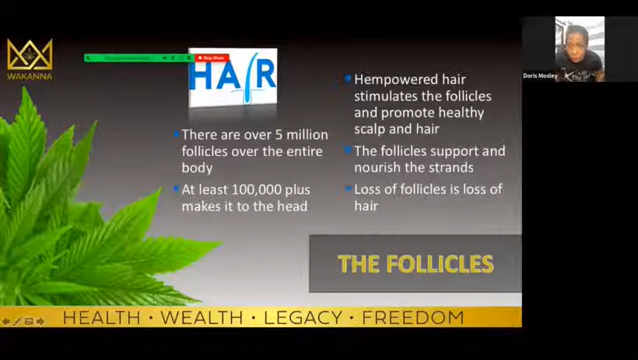 WAKANNA
HAIR
There are over 5 million
follicles over the entire
body
At least 100,000 plus
makes it to the head
Hempowered hair
stimulates the follicles
and promote healthy
scalp and hair
The follicles support and
nourish the strands
Loss of follicles is loss of
hair
Doris Mosley
THE FOLLICLES
HEALTH • WEALTH • LEGACY • FREEDOM